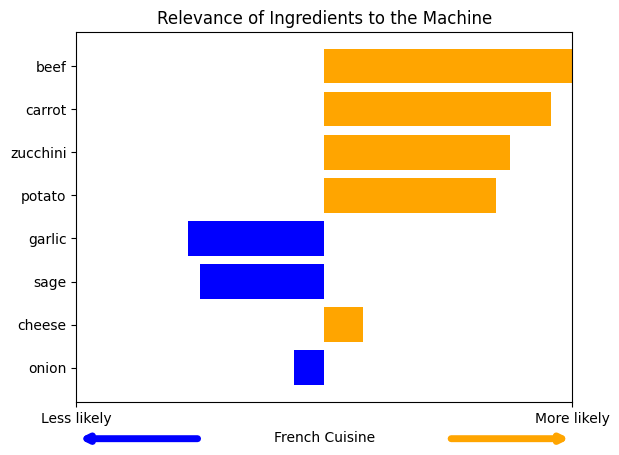 Relevance of Ingredients to the Machine
beef
carrot
zucchini
potato
garlic
sage
cheese
onion
Less likely
More likely
French Cuisine